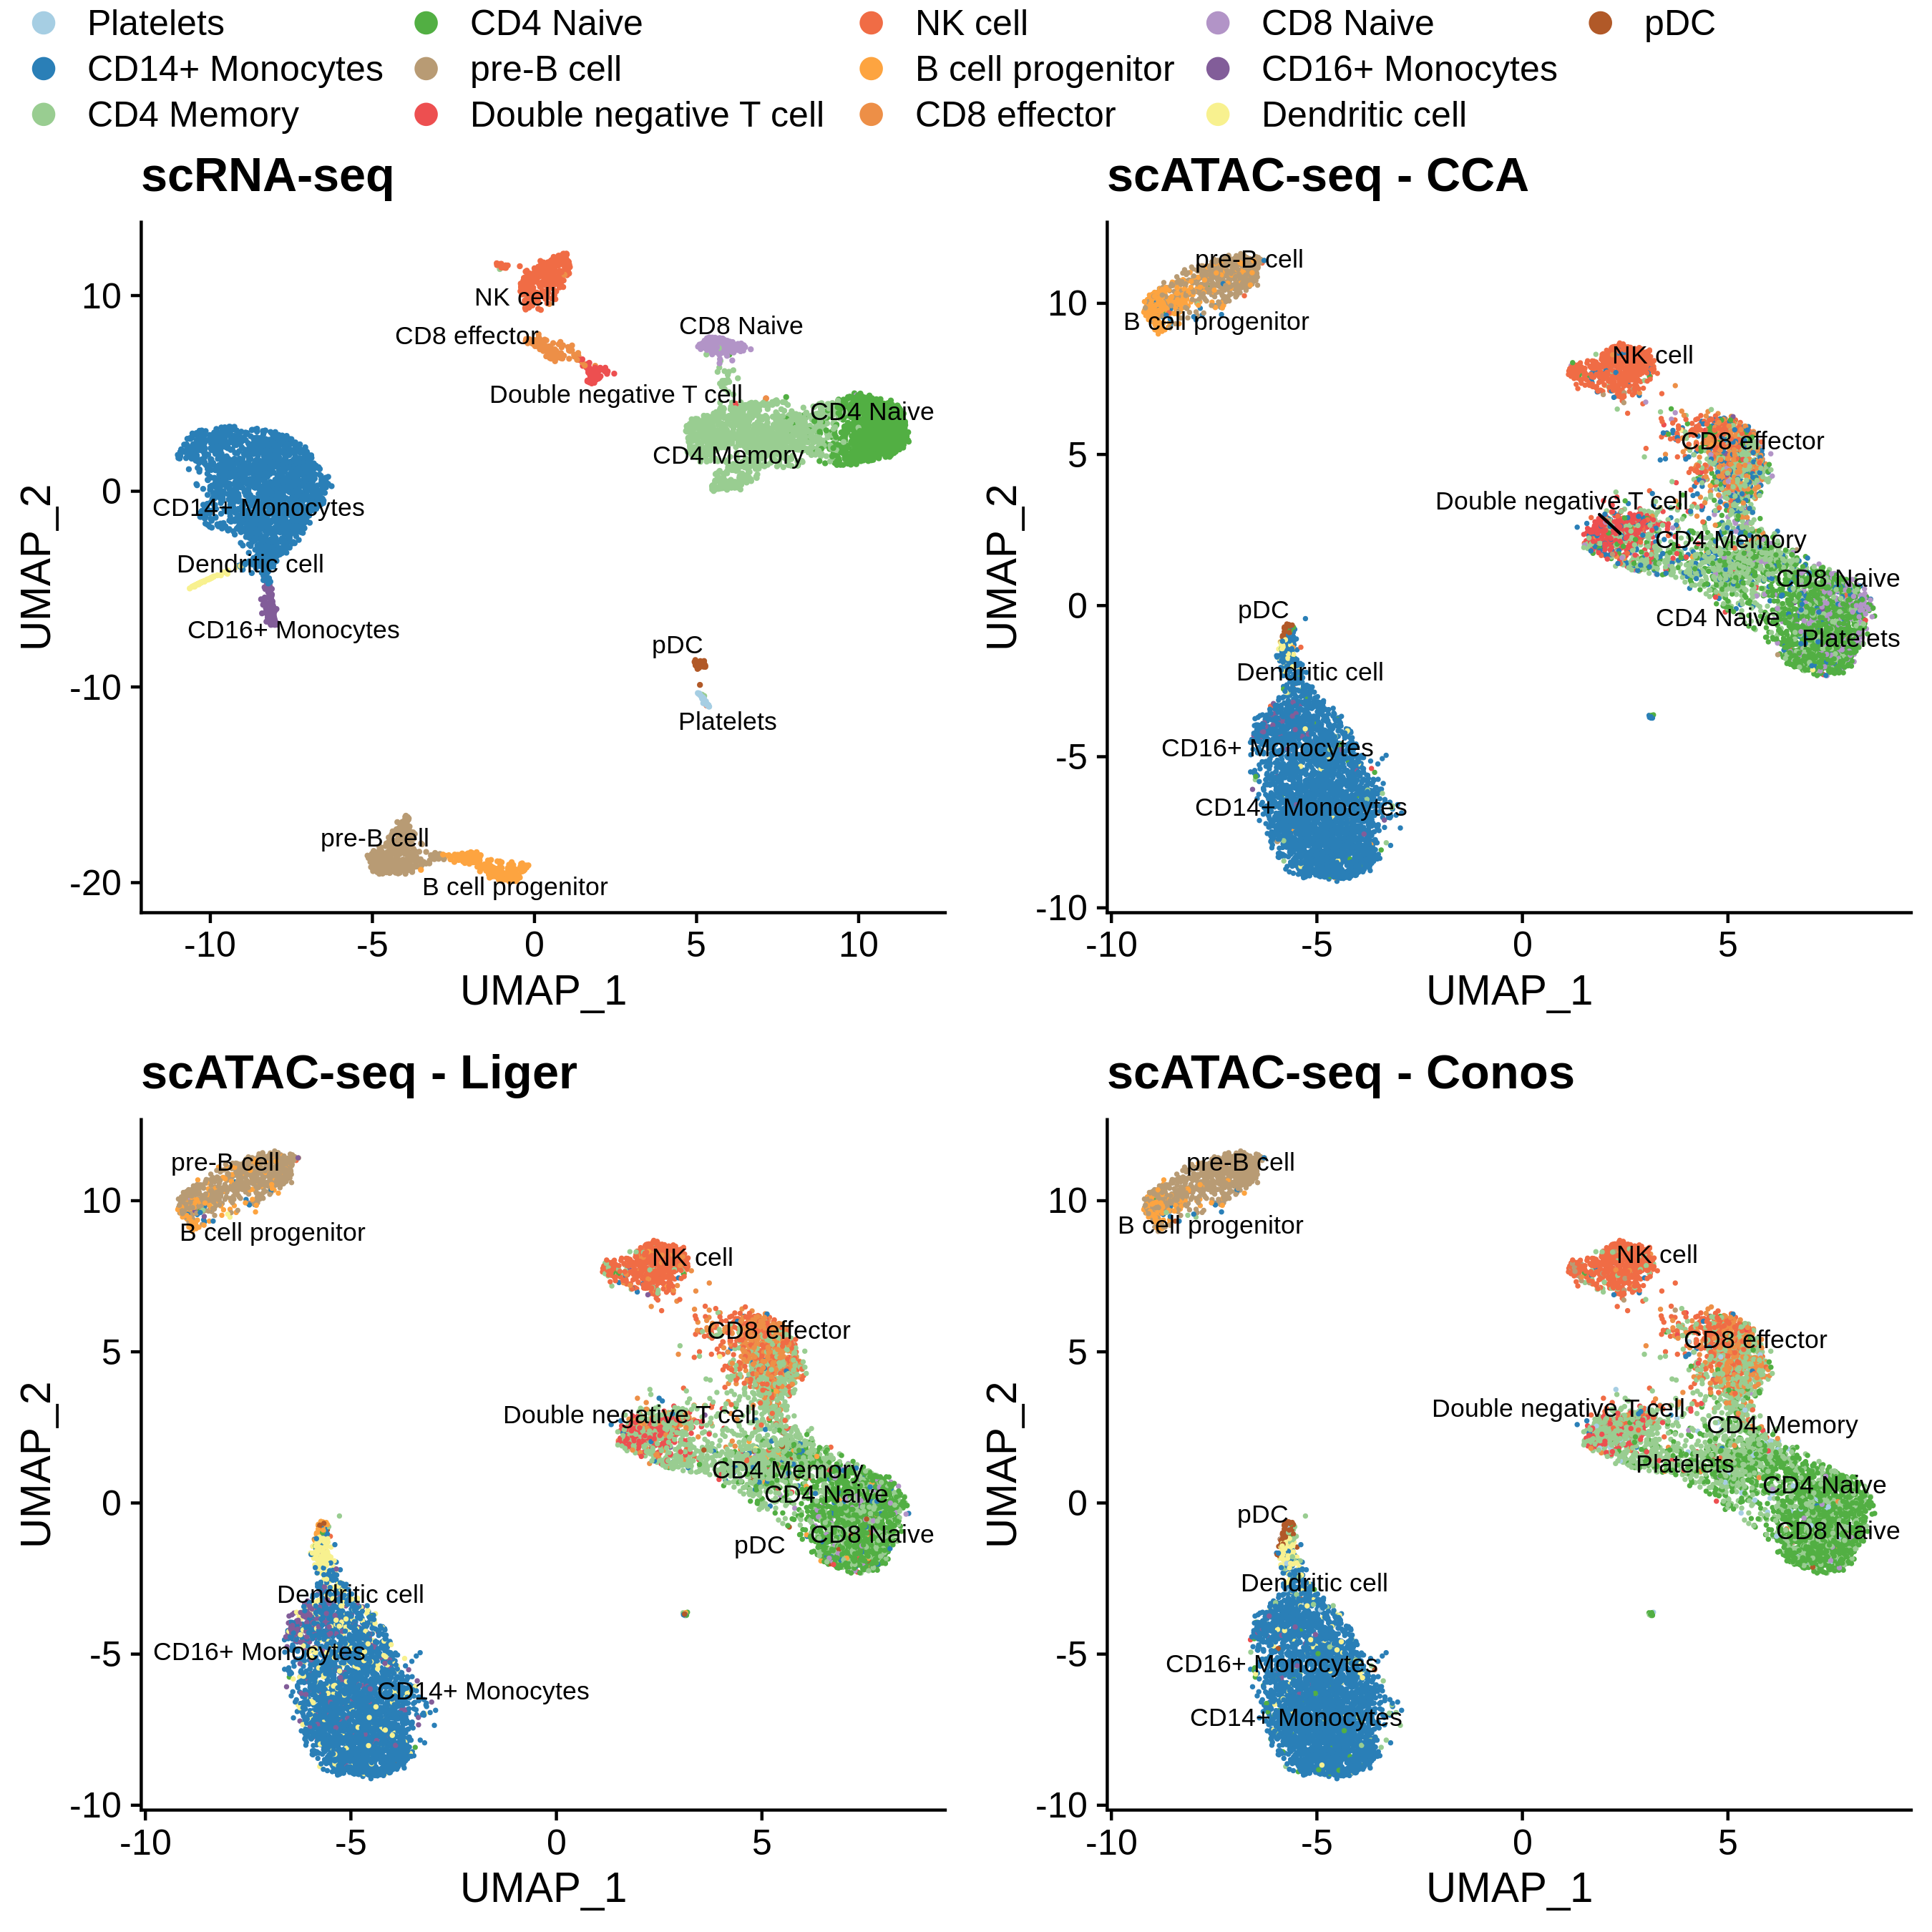 Platelets
CD14+ Monocytes
CD4 Memory
CD4 Naive
pre-B cell
Double negative T cell
NK cell
B cell progenitor
CD8 effector
CD8 Naive
CD16+ Monocytes
Dendritic cell
pDC
scRNA-seq
NK cell
CD8 effector
CD8 Naive
Double negative T cell
CD4 Naive
CD4 Memory
CD14+ Monocytes
Dendritic cell
CD16+ Monocytes
pDC
Platelets
pre-B cell
B cell progenitor
10
0
-10
-20
UMAP_2
-10
-5
0
5
10
UMAP_1
scATAC-seq - CCA
pre-B cell
B cell progenitor
NK cell
CD8 effector
Double negative T cell
CD4 Memory
CD8 Naive
pDC
CD4 Naive
Platelets
Dendritic cell
CD16+ Monocytes
CD14+ Monocytes
10
5
0
-5
-10
UMAP_2
-10
-5
0
5
UMAP_1
scATAC-seq - Liger
pre-B cell
B cell progenitor
NK cell
CD8 effector
Double negative T cell
CD4 Memory
CD4 Naive
CD8 Naive
pDC
Dendritic cell
CD16+ Monocytes
CD14+ Monocytes
10
5
0
-5
-10
UMAP_2
-10
-5
0
5
UMAP_1
scATAC-seq - Conos
pre-B cell
B cell progenitor
NK cell
CD8 effector
Double negative T cell
CD4 Memory
Platelets
CD4 Naive
pDC
CD8 Naive
Dendritic cell
CD16+ Monocytes
CD14+ Monocytes
10
5
0
-5
-10
UMAP_2
-10
-5
0
5
UMAP_1